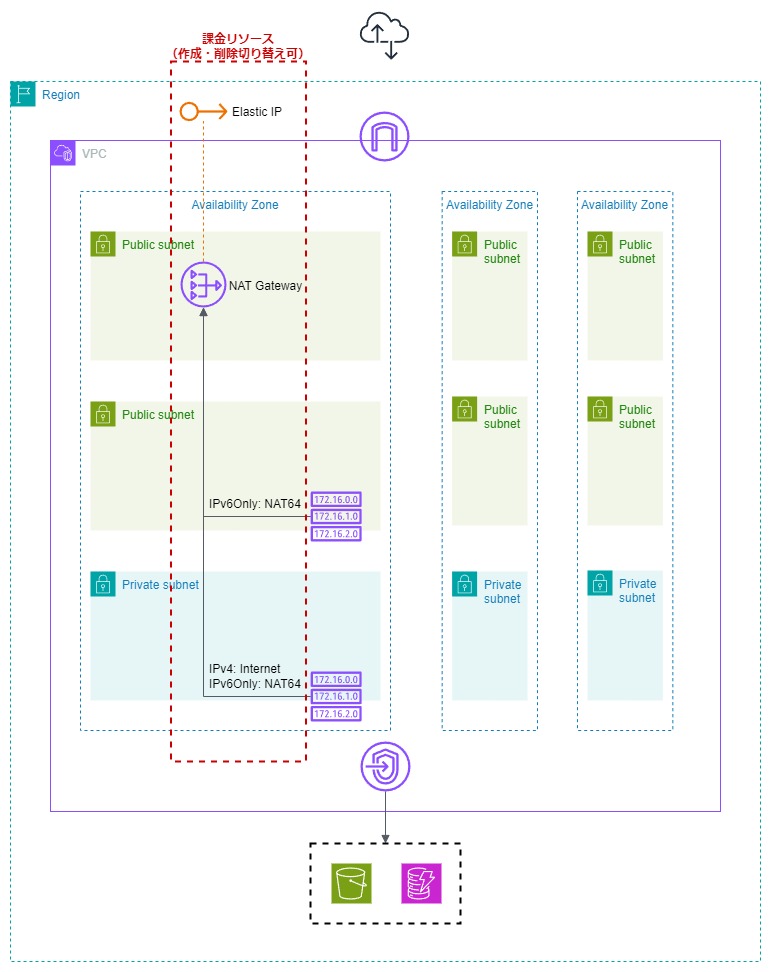 課金リソース
（作成・削除切り替え可）
Region
Elastic IP
VPC
Availability Zone
Availability Zone
Availability Zone
Public subnet
Public
subnet
Public
subnet
NAT Gateway
Public subnet
Public
subnet
Public
subnet
IPv6Only: NAT64
172.16.0.0
172.16.1.0
172.16.2.0
Private subnet
Private
subnet
Private
subnet
IPv4: Internet
IPv6Only: NAT64
172.16.0.0
172.16.1.0
172.16.2.0